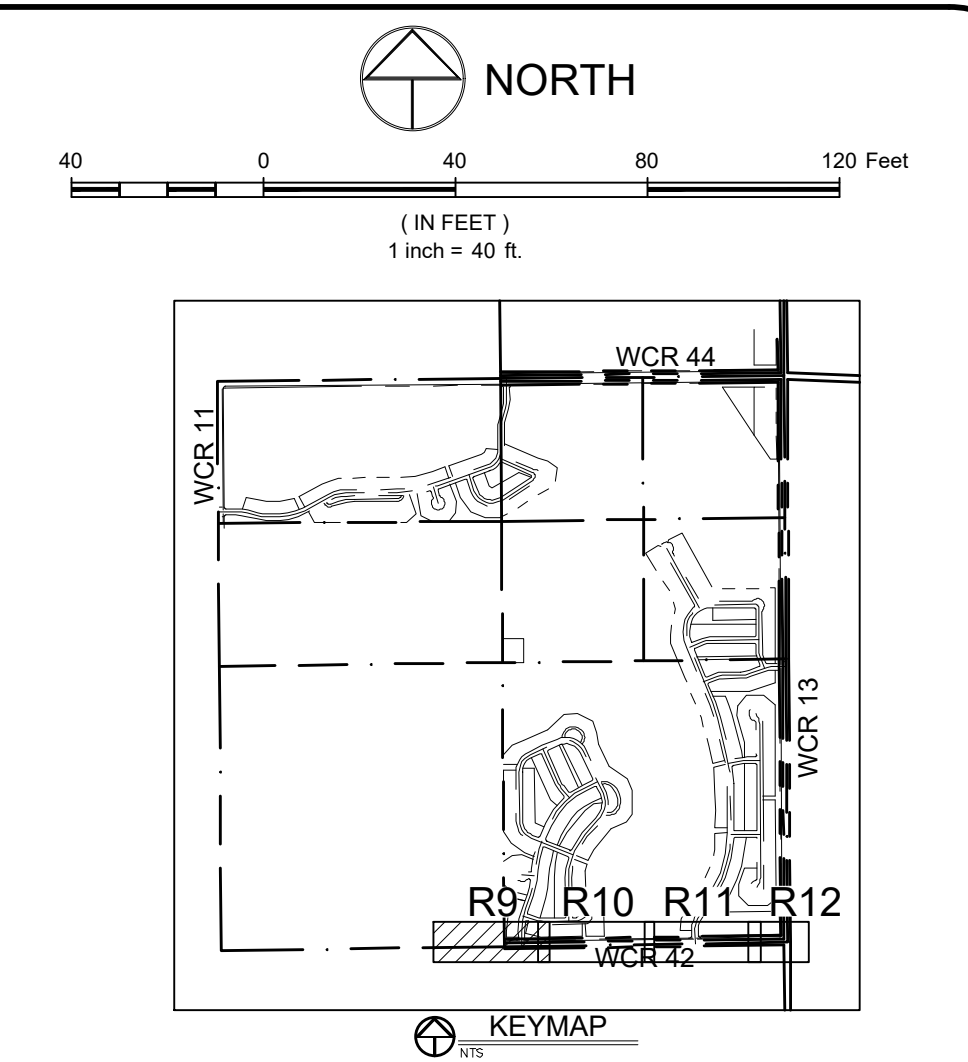 NORTH
40 0 40 80 120 Feet
( IN FEET )
1 inch = 40 ft.
WCR 44
WCR 11
WCR 13
R9 R10 R11 R12
WCR 42
KEYMAP
NTS